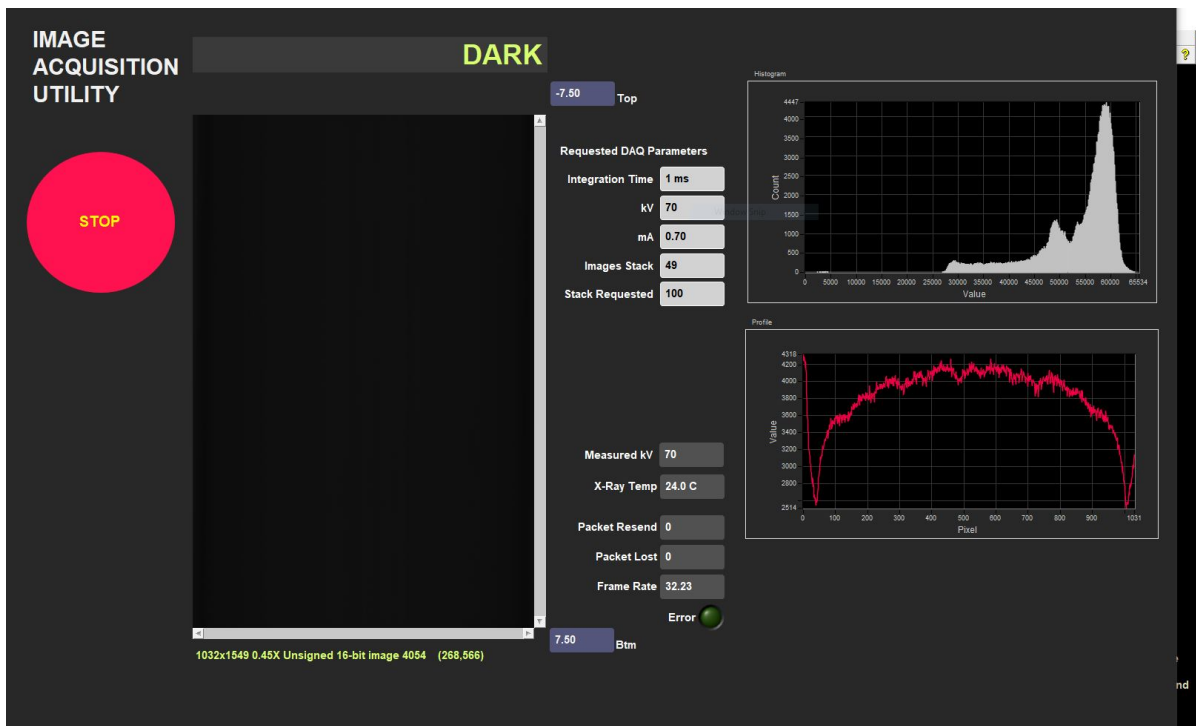 IMAGE
ACQUISITION
UTILITY
DARK
STOP
-7.50 Top
Requested DAQ Parameters
Integration Time 1 ms
kV 70
mA 0.70
Images Stack 49
Stack Requested 100
Measured kV 70
X-Ray Temp 24.0 C
Packet Resend 0
Packet Lost 0
Frame Rate 32.23
Error
7.50 Btm
1032x1549 0.45X Unsigned 16-bit image 4054 (268,566)
Histogram
4447
4000
3500
3000
2500
2000
1500
1000
500
0
Count
0 5000 10000 15000 20000 25000 30000 35000 40000 45000 50000 55000 60000 65534
Value
Profile
4318
4200
4000
3800
3600
3400
3200
3000
2800
2514
Value
0 100 200 300 400 500 600 700 800 900 1031
Pixel
?
nd